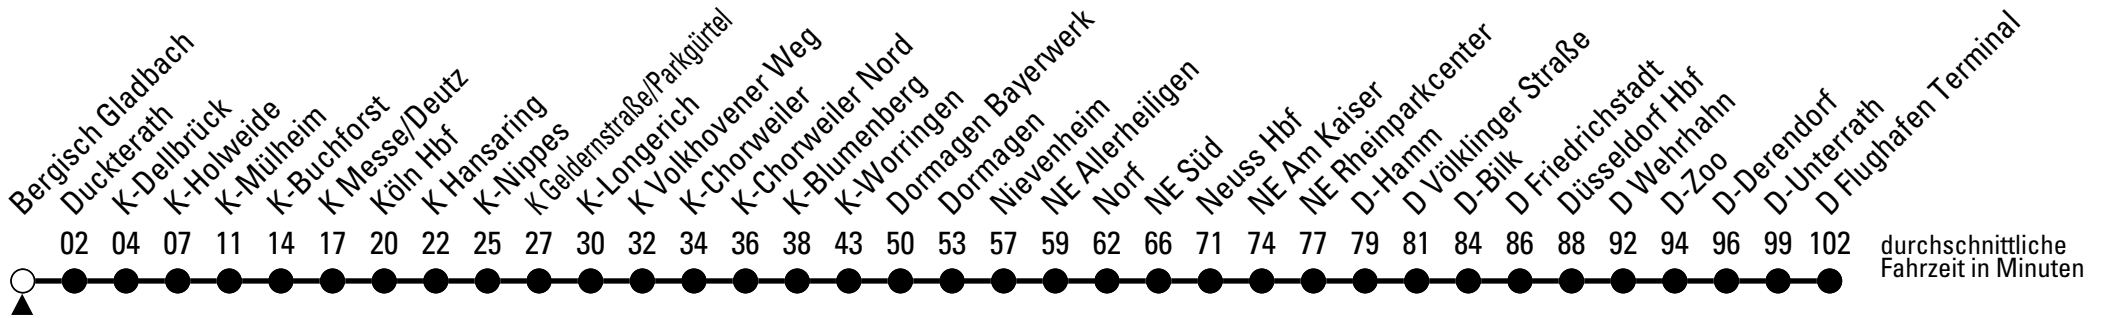 Bergisch Gladbach
Duckterath
K-Dellbrück
K-Holweide
K-Mülheim
K-Buchforst
K Messe/Deutz
Köln Hbf
K Hansaring
K-Nippes
K Geldernstraße/Parkgürtel
K-Longerich
K Volkhovener Weg
K-Chorweiler
K-Chorweiler Nord
K-Blumenberg
K-Worringen
Dormagen Bayerwerk
Dormagen
Nievenheim
NE Allerheiligen
Norf
NE Süd
Neuss Hbf
NE Am Kaiser
NE Rheinparkcenter
D-Hamm
D Völklinger Straße
D-Bilk
D Friedrichstadt
Düsseldorf Hbf
D Wehrhahn
D-Zoo
D-Derendorf
D-Unterrath
D Flughafen Terminal
02 04 07 11 14 17 20 22 25 27 30 32 34 36 38 43 50 53 57 59 62 66 71 74 77 79 81 84 86 88 92 94 96 99 102
durchschnittliche
Fahrzeit in Minuten